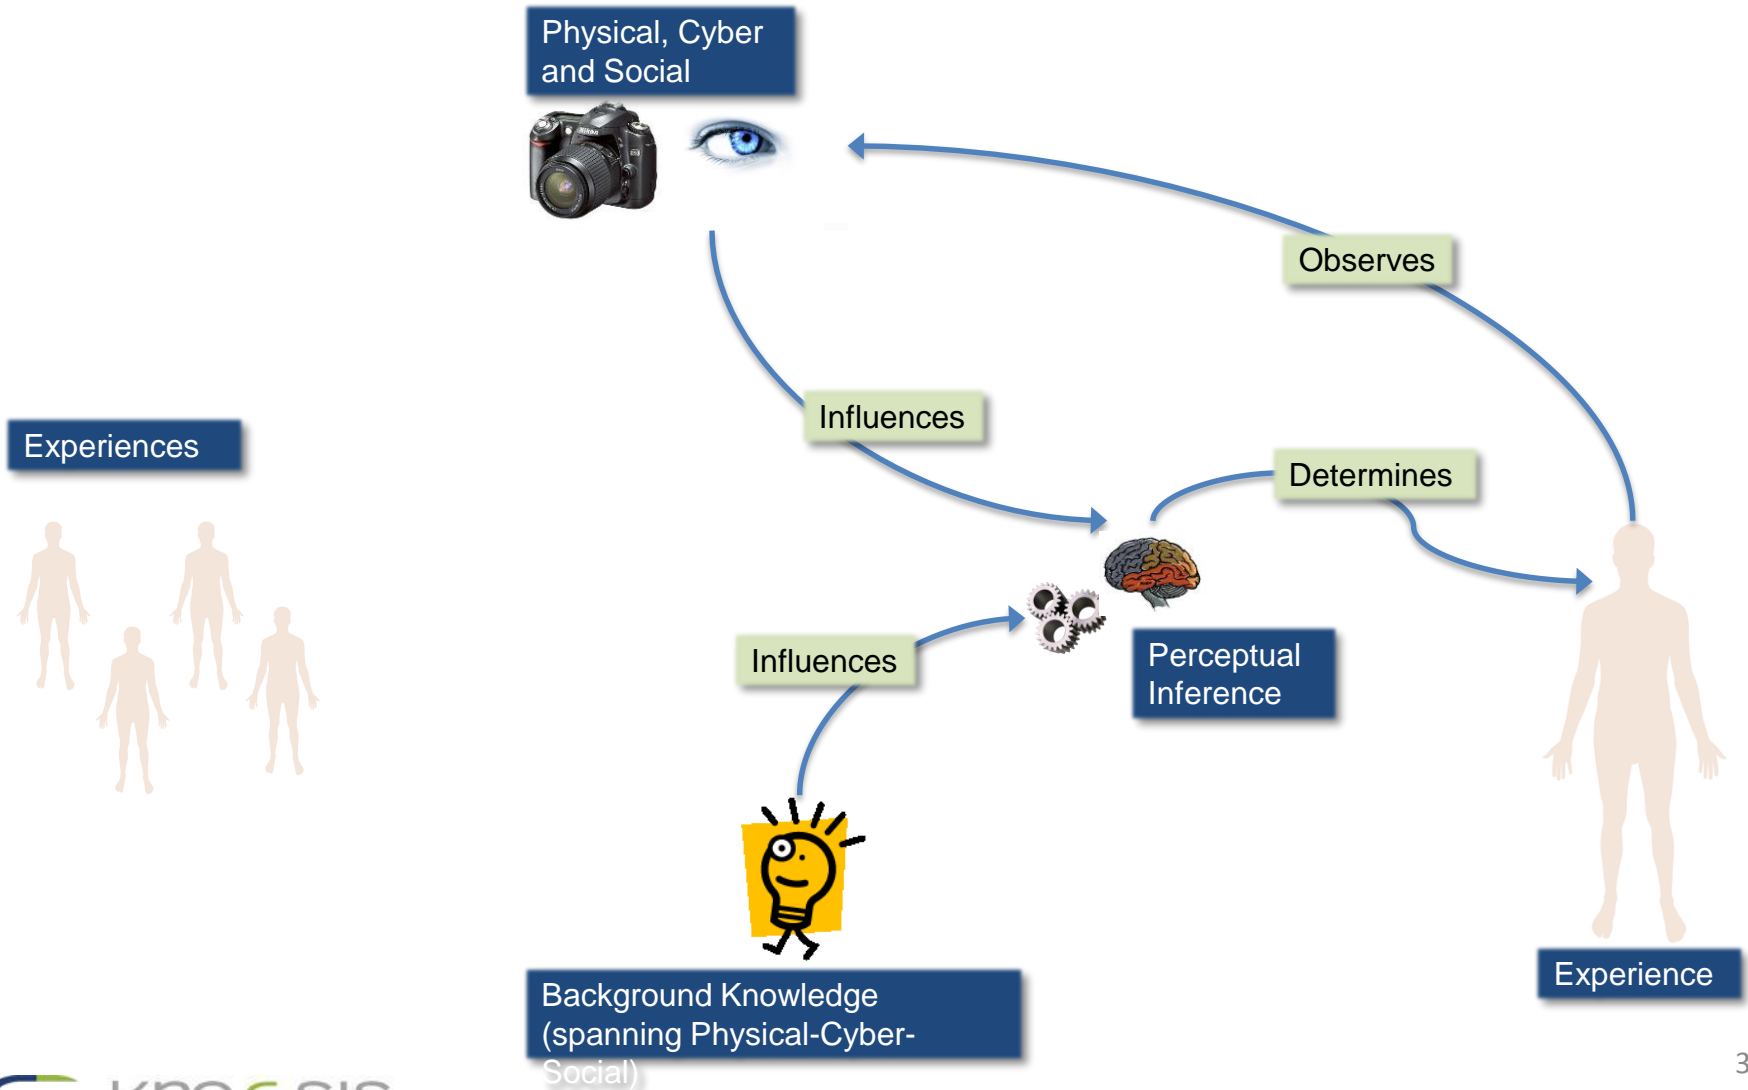 Physical, Cyber
and Social
Observes
Influences
Experiences
Determines
Influences
Perceptual
Inference
Experience
Background Knowledge
(spanning Physical-Cyber-
Social)
3